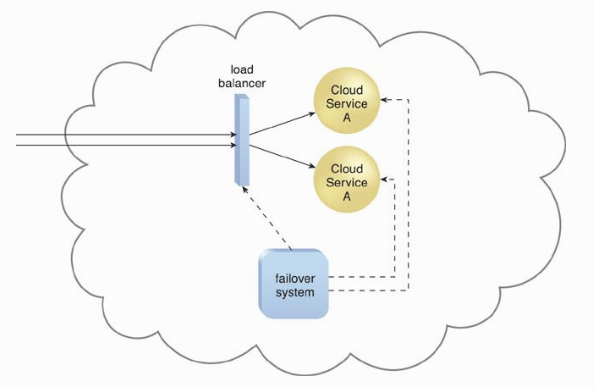 load
balancer
Cloud
Service
A
Cloud
Service
A
failover
system